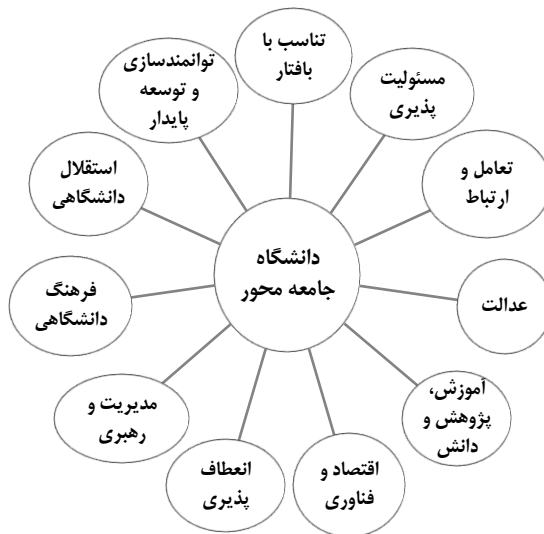 تناسب با
بافتار
مسئولیت
پذیری
تعامل و
ارتباط
عدالت
آموزش،
پژوهش و
دانش
اقتصاد و
فناوری
انعطاف
پذیری
مدیریت و
رهبری
فرهنگ
دانشگاهی
استقلال
دانشگاهی
توانمندسازی
و توسعه
پایدار
دانشگاه
جامعه محور